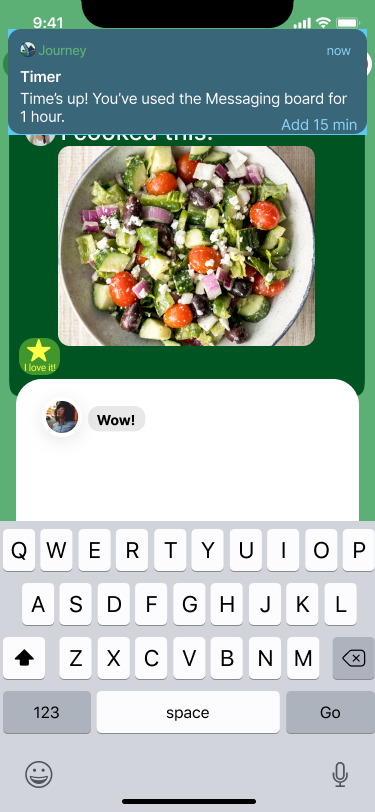 9:41
Journey
now
Timer
Time's up! You've used the Messaging board for
1 hour.
Add 15 min
I cooked this!
I love it!
Wow!
Q W E R T Y U I O P
A S D F G H J K L
Z X C V B N M
123
space
Go